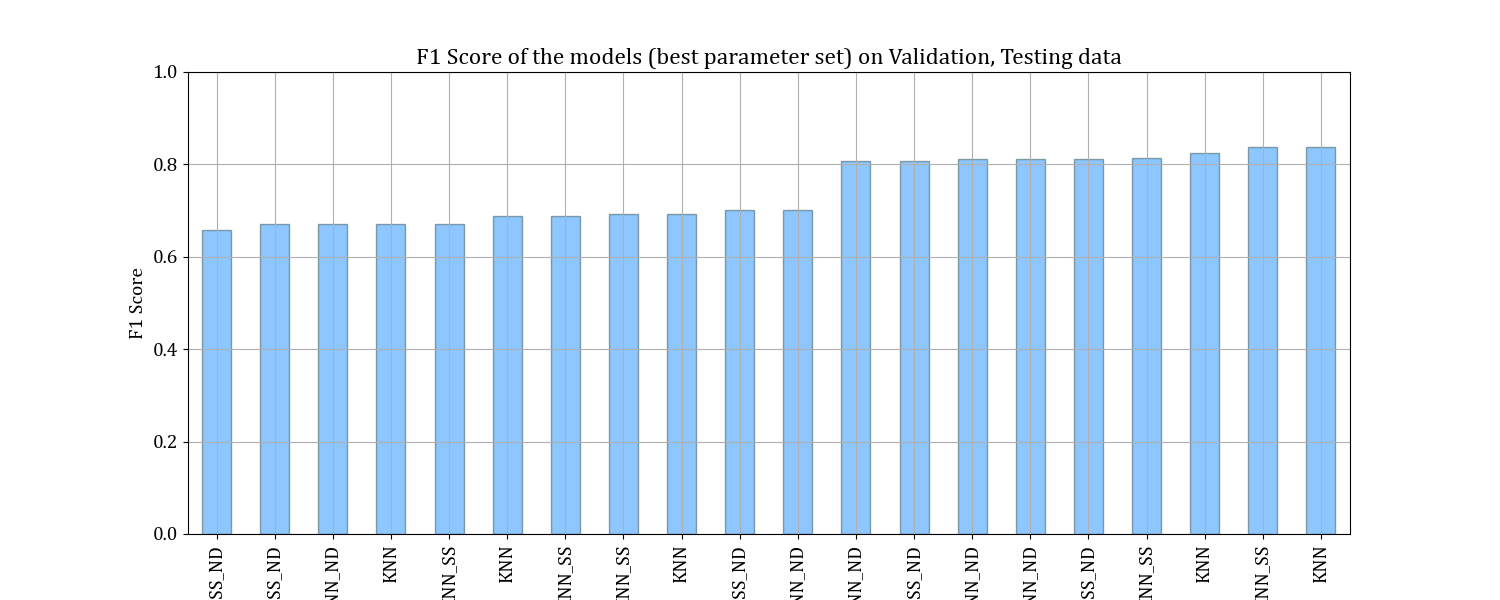 F1 Score of the models (best parameter set) on Validation, Testing data
1.0
0.8
0.6
0.4
0.2
0.0
F1 Score
SS_ND
SS_ND
NN_ND
KNN
NN_SS
KNN
NN_SS
NN_SS
KNN
SS_ND
NN_ND
NN_ND
SS_ND
NN_ND
NN_ND
SS_ND
NN_SS
KNN
NN_SS
KNN